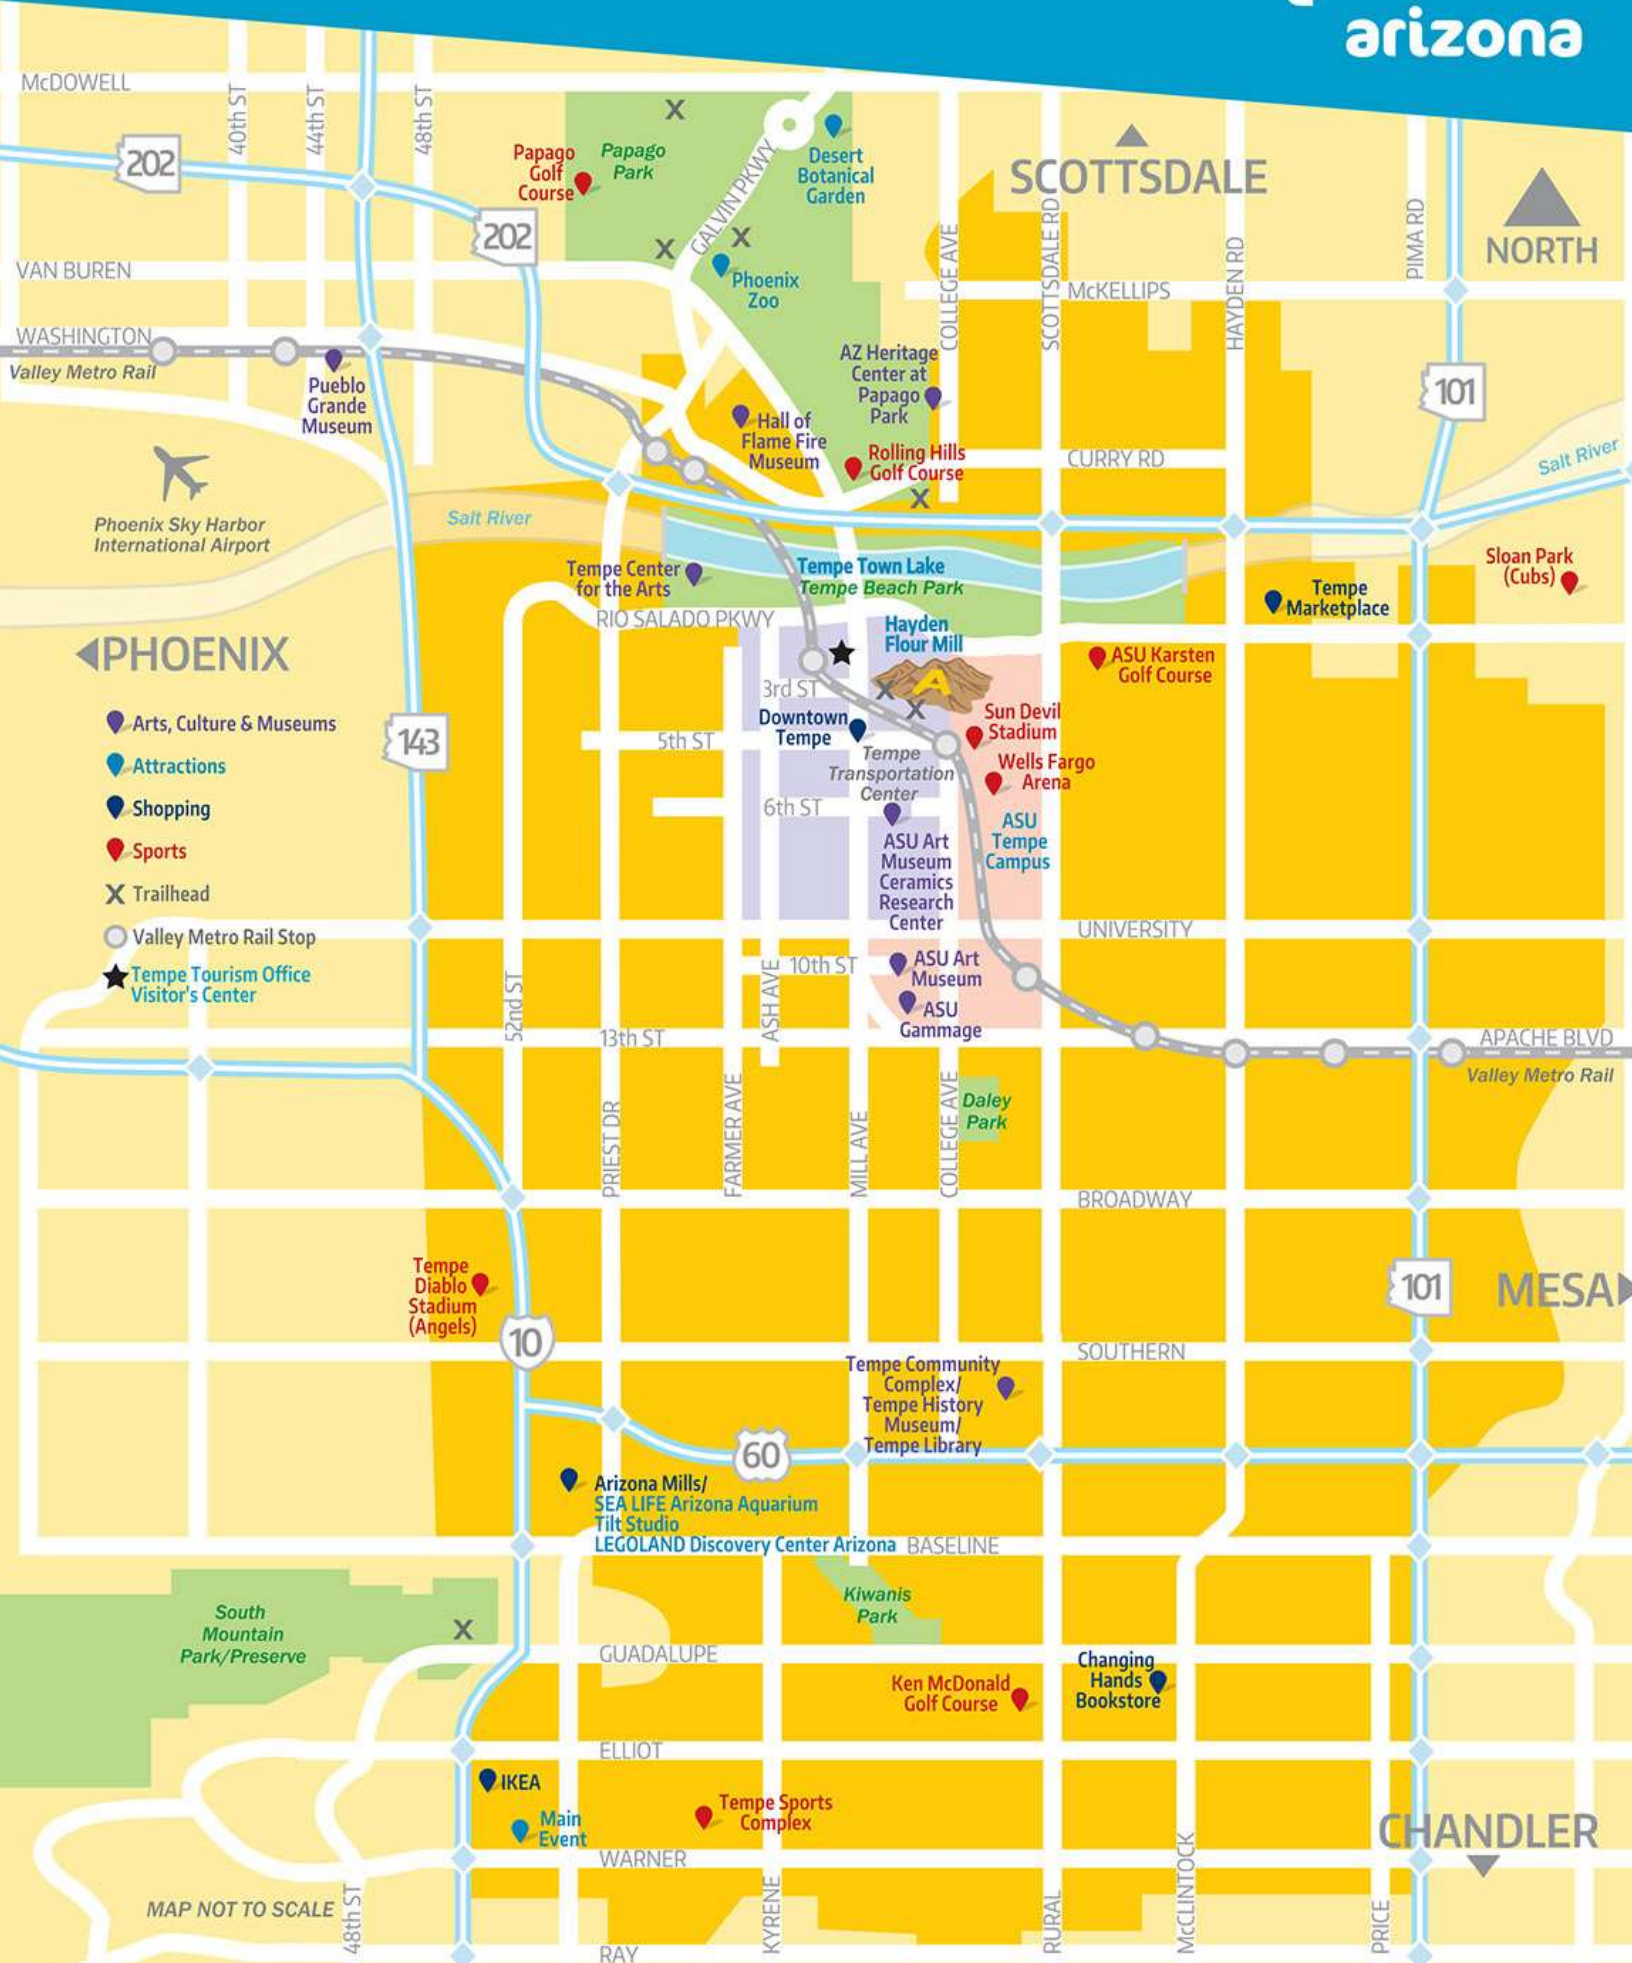 arizona
McDOWELL
40th ST
44th ST
48th ST
202
Papago
Golf
Course
Papago
Park
GALVIN PKWY
Desert
Botanical
Garden
SCOTTSDALE
NORTH
202
COLLEGE AVE
SCOTTSDALE RD
HAYDEN RD
PIMA RD
VAN BUREN
Phoenix
Zoo
McKELLIPS
WASHINGTON
Valley Metro Rail
Pueblo
Grande
Museum
AZ Heritage
Center at
Papago
Park
101
Hall of
Flame Fire
Museum
Rolling Hills
Golf Course
CURRY RD
Salt River
Salt River
Phoenix Sky Harbor
International Airport
Tempe Center
for the Arts
Tempe Town Lake
Tempe Beach Park
Sloan Park
(Cubs)
Tempe
Marketplace
RIO SALADO PKWY
Hayden
Flour Mill
A
PHOENIX
ASU Karsten
Golf Course
3rd ST
Downtown
Tempe
Sun Devil
Stadium
Arts, Culture & Museums
Attractions
Shopping
Sports
X Trailhead
Valley Metro Rail Stop
Tempe Tourism Office
Visitor's Center
143
5th ST
Tempe
Transportation
Center
Wells Fargo
Arena
6th ST
ASU
Tempe
Campus
ASU Art
Museum
Ceramics
Research
Center
UNIVERSITY
10th ST
ASU Art
Museum
ASU
Gammage
52nd ST
ASH AVE
13th ST
APACHE BLVD
Valley Metro Rail
PRIEST DR
FARMER AVE
MILL AVE
COLLEGE AVE
Daley
Park
BROADWAY
Tempe
Diablo
Stadium
(Angels)
101
MESA
10
SOUTHERN
Tempe Community
Complex/
Tempe History
Museum/
Tempe Library
60
Arizona Mills/
SEA LIFE Arizona Aquarium
Tilt Studio
LEGOLAND Discovery Center Arizona
BASELINE
South
Mountain
Park/Preserve
Kiwanis
Park
GUADALUPE
Ken McDonald
Golf Course
Changing
Hands
Bookstore
ELLIOT
IKEA
Main
Event
Tempe Sports
Complex
CHANDLER
WARNER
MAP NOT TO SCALE
48th ST
KYRENE
RURAL
McCLINTOCK
PRICE
RAY